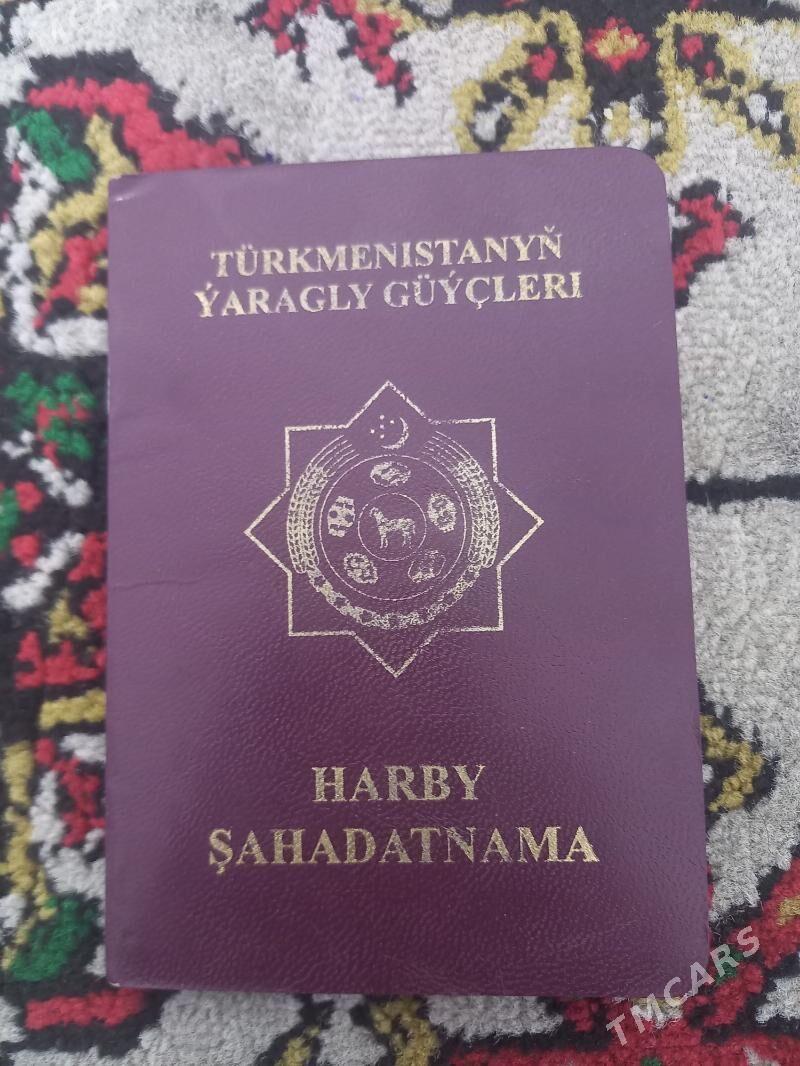 TÜRKMENISTANYŇ
ÝARAGLY GÜÝÇLERI
HARBY
ŞAHADATNAMA
TMCARS